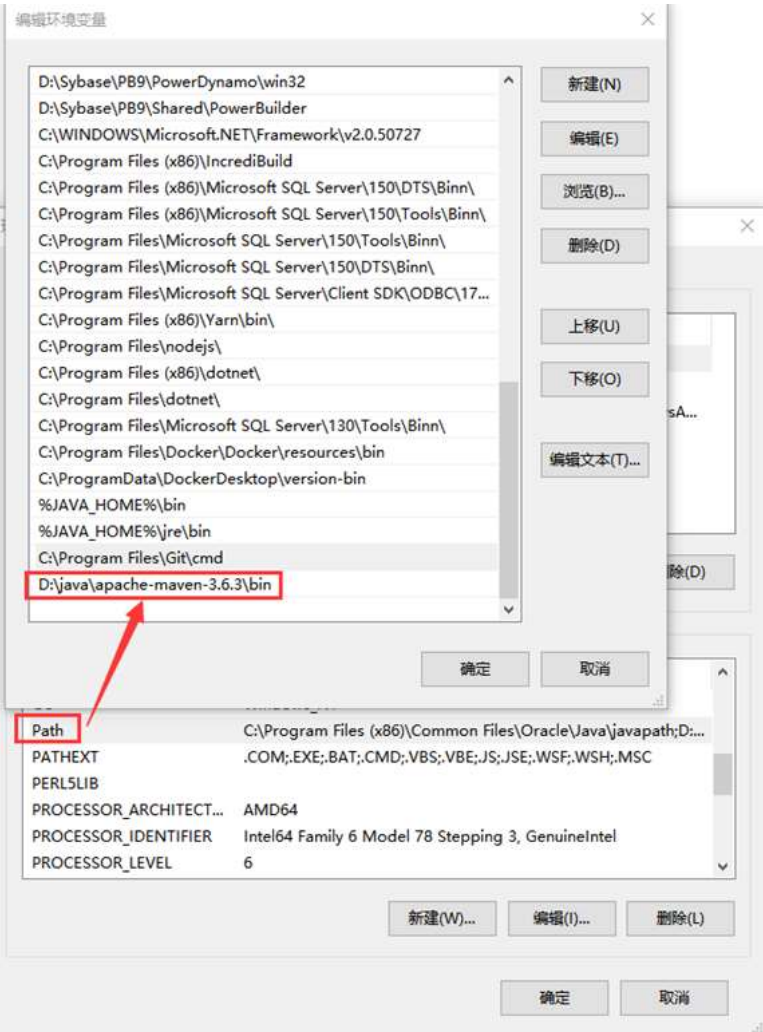 编辑环境变量
D:\Sybase\PB9\PowerDynamo\win32
D:\Sybase\PB9\Shared\PowerBuilder
C:\WINDOWS\Microsoft.NET\Framework\v2.0.50727
C:\Program Files (x86)\IncrediBuild
C:\Program Files (x86)\Microsoft SQL Server\150\DTS\Binn\
C:\Program Files (x86)\Microsoft SQL Server\150\Tools\Binn\
C:\Program Files\Microsoft SQL Server\150\Tools\Binn\
C:\Program Files\Microsoft SQL Server\150\DTS\Binn\
C:\Program Files\Microsoft SQL Server\Client SDK\ODBC\17...
C:\Program Files (x86)\Yarn\bin\
C:\Program Files\nodejs\
C:\Program Files (x86)\dotnet\
C:\Program Files\dotnet\
C:\Program Files\Microsoft SQL Server\130\Tools\Binn\
C:\Program Files\Docker\Docker\resources\bin
C:\ProgramData\DockerDesktop\version-bin
%JAVA_HOME%\bin
%JAVA_HOME%\jre\bin
C:\Program Files\Git\cmd
D:\java\apache-maven-3.6.3\bin
新建(N)
编辑(E)
浏览(B)...
删除(D)
上移(U)
下移(O)
编辑文本(T)...
确定
取消
sA...
除(D)
Path C:\Program Files (x86)\Common Files\Oracle\Java\javapath;D:...
PATHEXT .COM;.EXE;.BAT;.CMD;.VBS;.VBE;.JS;.JSE;.WSF;.WSH;.MSC
PERL5LIB
PROCESSOR_ARCHITECT... AMD64
PROCESSOR_IDENTIFIER Intel64 Family 6 Model 78 Stepping 3, GenuineIntel
PROCESSOR_LEVEL 6
新建(W)...
编辑(I)...
删除(L)
确定
取消